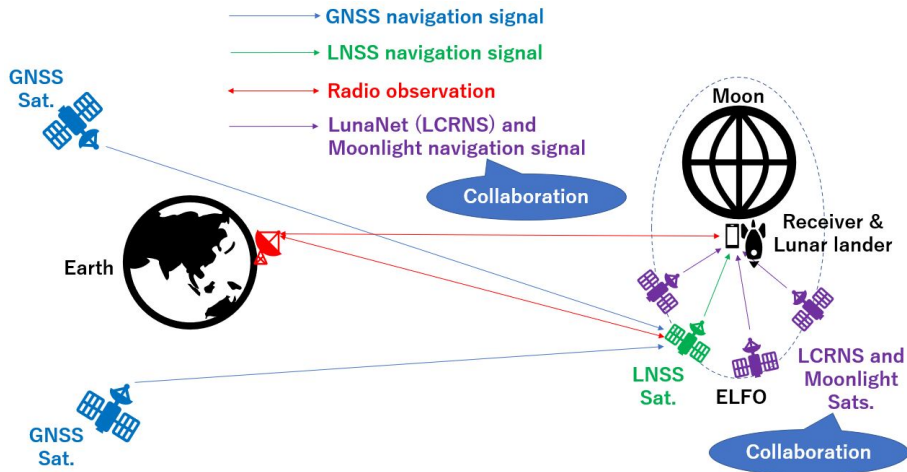 GNSS navigation signal
LNSS navigation signal
Radio observation
LunaNet (LCRNS) and
Moonlight navigation signal
Collaboration
GNSS
Sat.
Moon
Receiver &
Lunar lander
Earth
GNSS
Sat.
LNSS
Sat.
ELFO
LCRNS and
Moonlight
Sats.
Collaboration